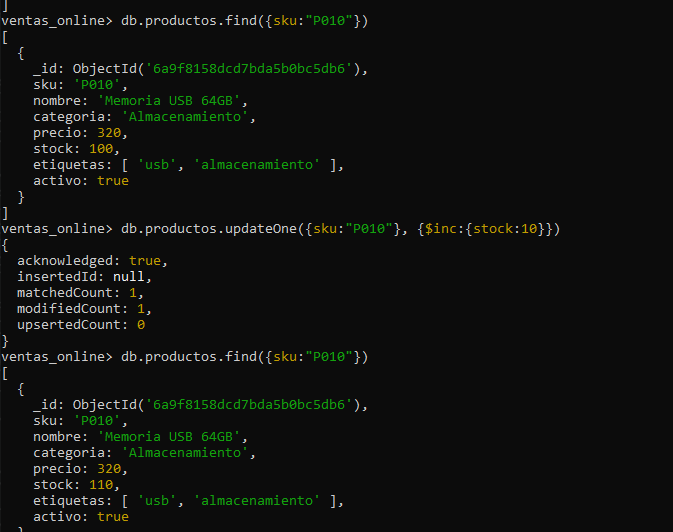 ]
ventas_online> db.productos.find({sku:"P010"})
[
  {
    _id: ObjectId('6a9f8158dcd7bda5b0bc5db6'),
    sku: 'P010',
    nombre: 'Memoria USB 64GB',
    categoria: 'Almacenamiento',
    precio: 320,
    stock: 100,
    etiquetas: [ 'usb', 'almacenamiento' ],
    activo: true
  }
]
ventas_online> db.productos.updateOne({sku:"P010"}, {$inc:{stock:10}})
{
  acknowledged: true,
  insertedId: null,
  matchedCount: 1,
  modifiedCount: 1,
  upsertedCount: 0
}
ventas_online> db.productos.find({sku:"P010"})
[
  {
    _id: ObjectId('6a9f8158dcd7bda5b0bc5db6'),
    sku: 'P010',
    nombre: 'Memoria USB 64GB',
    categoria: 'Almacenamiento',
    precio: 320,
    stock: 110,
    etiquetas: [ 'usb', 'almacenamiento' ],
    activo: true
  }